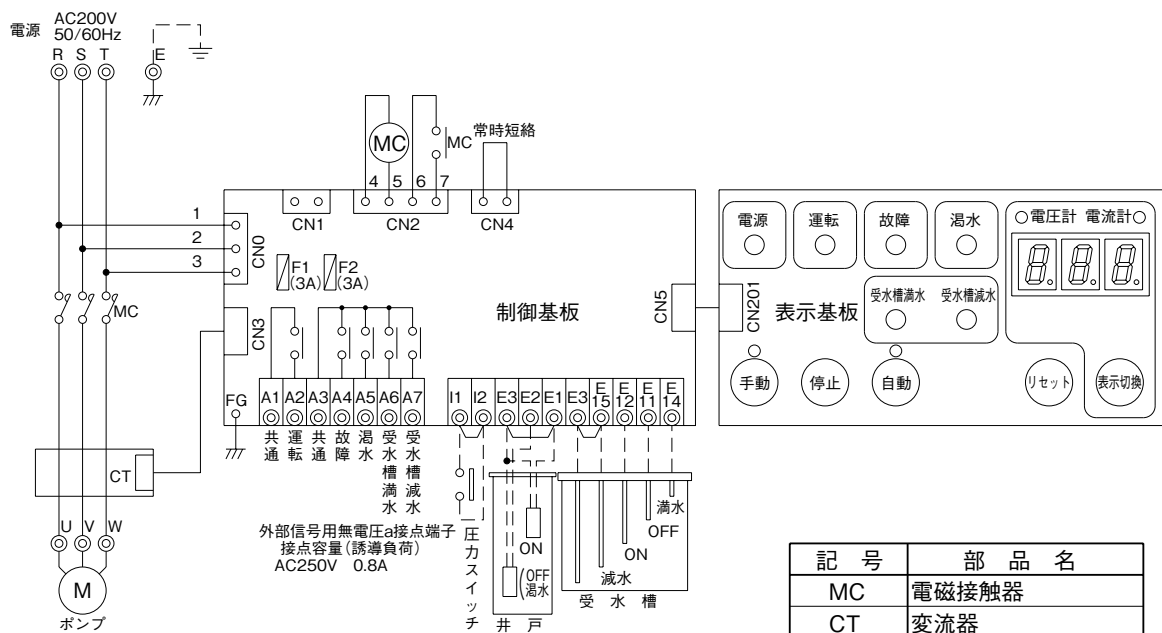 電源 AC200V
50/60Hz
R S T E
MC
MC
常時短絡
4 5 6 7
CN1 CN2 CN4
1
2
3
CN0
F1
(3A)
F2
(3A)
制御基板
CN5
MC
CN3
FG
A1 A2 A3 A4 A5 A6 A7
I1 I2 E3 E2 E1 E3 E15 E12 E11 E14
共通
運転
共通
故障
渇水
受水槽満水
受水槽減水
CT
外部信号用無電圧a接点端子
接点容量(誘導負荷)
AC250V 0.8A
圧力スイッチ
ON
(OFF
渇水
井戸
満水
OFF
ON
減水
受水槽
U V W
M
ポンプ
CN201
表示基板
電源 運転 故障 渇水
電圧計 電流計
8.8.8.
受水槽満水 受水槽減水
手動 停止 自動 リセット 表示切換
記号 部品名
MC 電磁接触器
CT 変流器